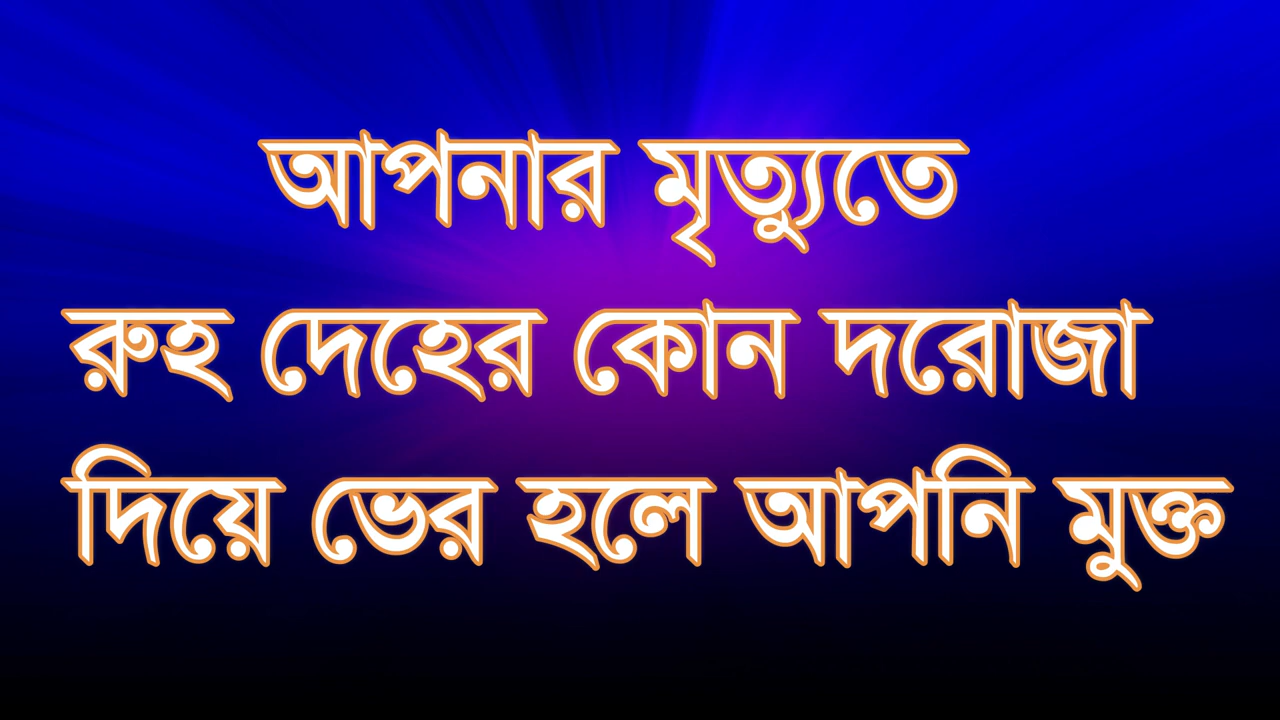 আপনার মৃত্যুতে
রুহ দেহের কোন দরোজা
দিয়ে ভের হলে আপনি মুক্ত